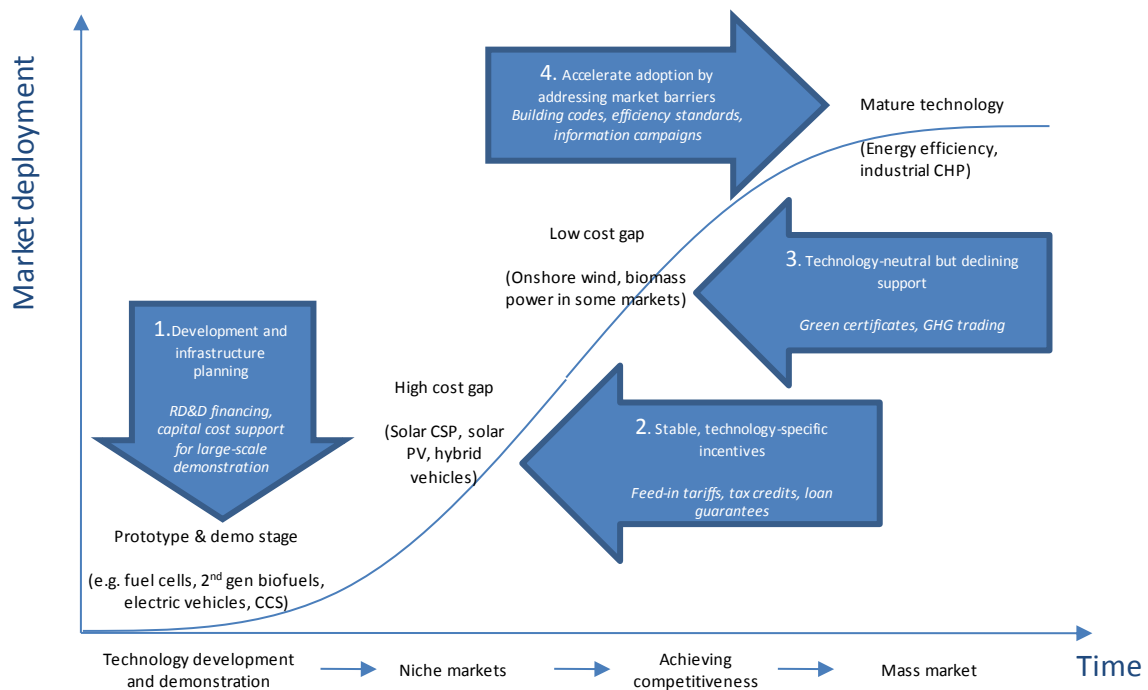 Market deployment
4. Accelerate adoption by
addressing market barriers
Building codes, efficiency standards,
information campaigns
Mature technology
(Energy efficiency,
industrial CHP)
Low cost gap
(Onshore wind, biomass
power in some markets)
3. Technology-neutral but declining
support
Green certificates, GHG trading
1.Development and
infrastructure
planning
RD&D financing,
capital cost support
for large-scale
demonstration
High cost gap
(Solar CSP, solar
PV, hybrid
vehicles)
2. Stable, technology-specific
incentives
Feed-in tariffs, tax credits, loan
guarantees
Prototype & demo stage
(e.g. fuel cells, 2nd gen biofuels,
electric vehicles, CCS)
Technology development
and demonstration
Niche markets
Achieving
competitiveness
Mass market
Time